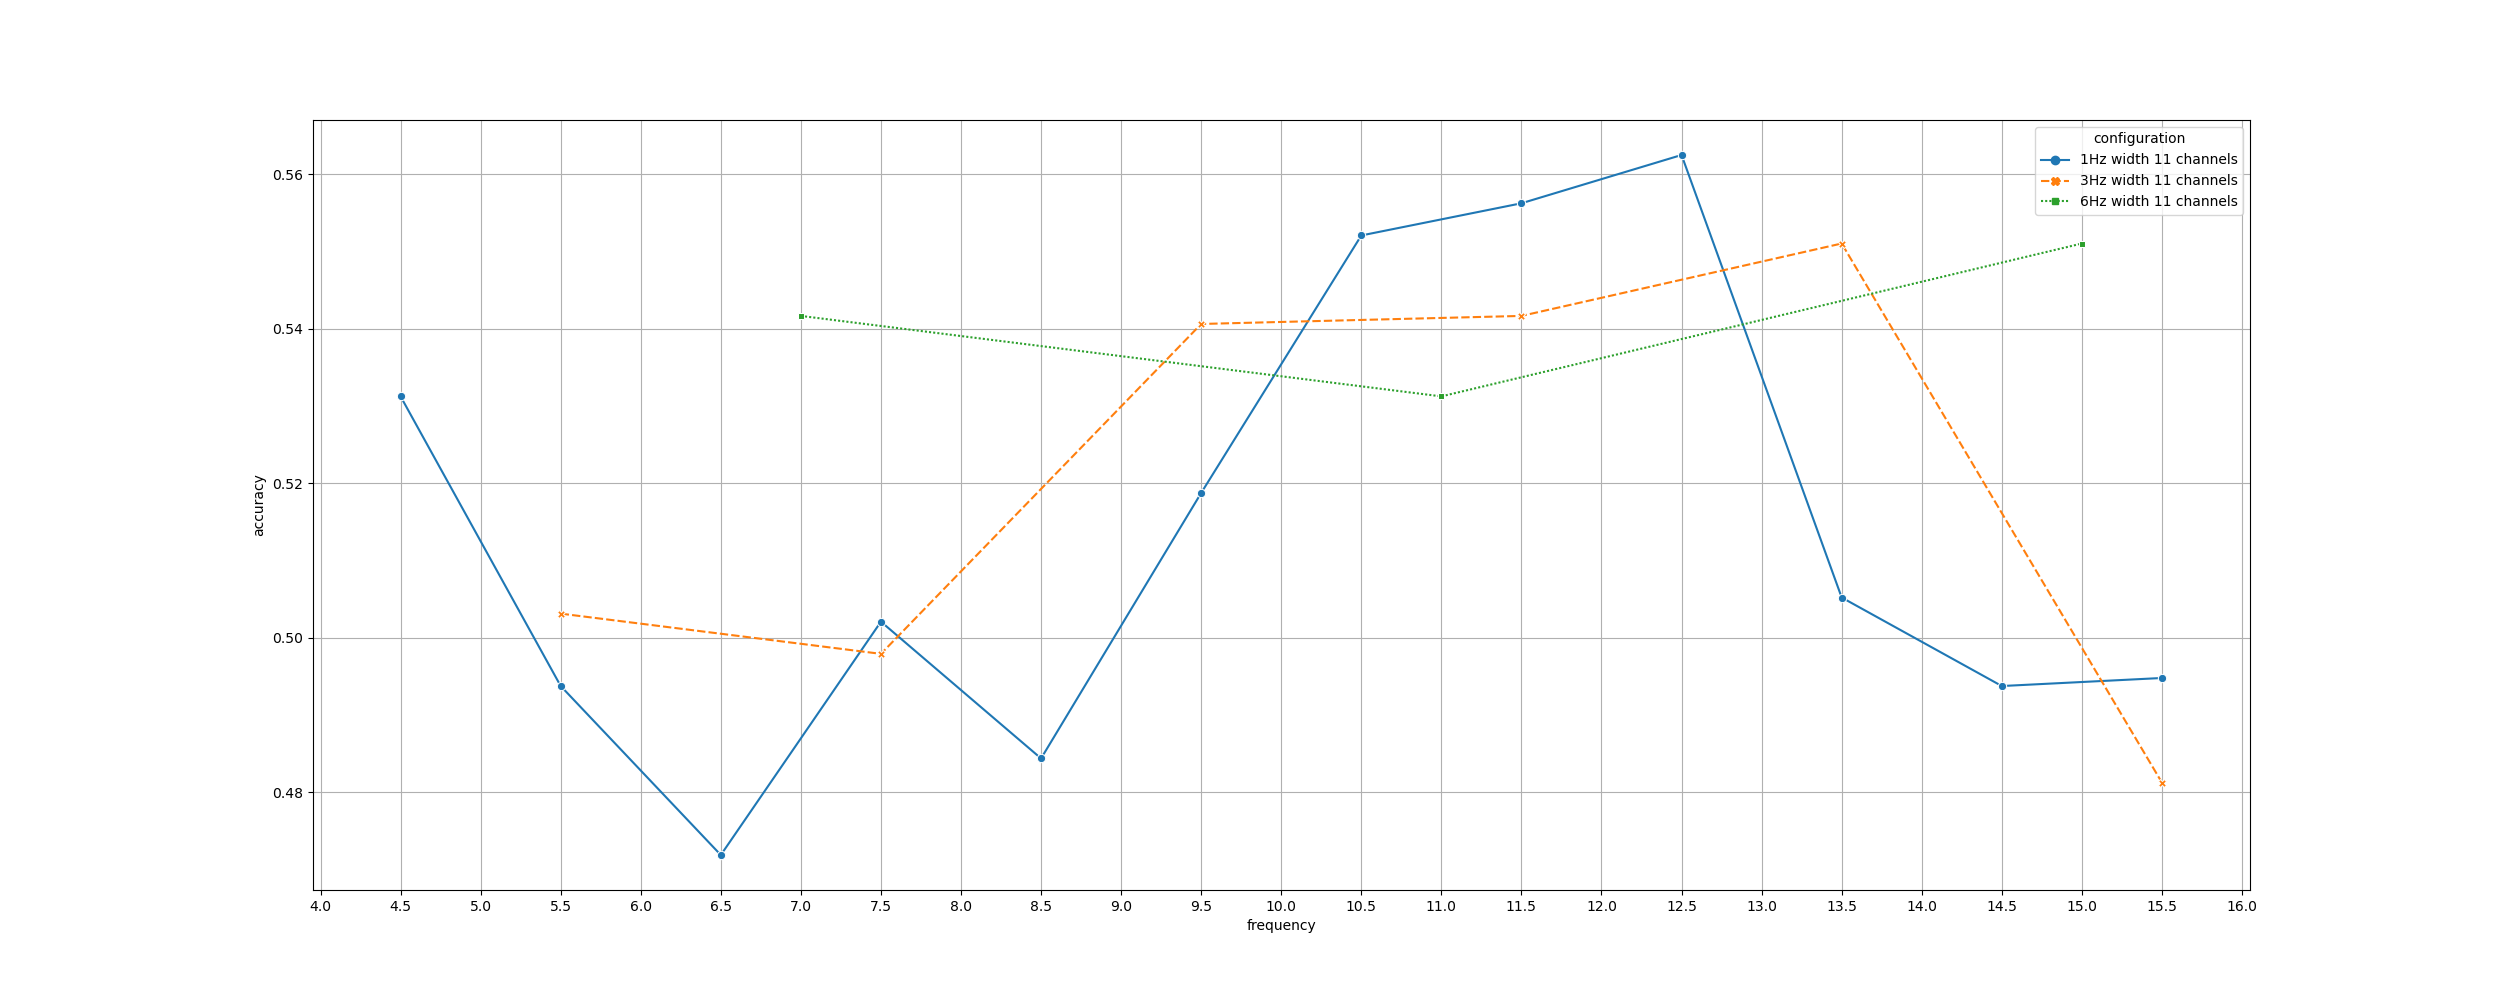 configuration
1Hz width 11 channels
3Hz width 11 channels
6Hz width 11 channels
0.56
0.54
0.52
0.50
0.48
accuracy
4.0 4.5 5.0 5.5 6.0 6.5 7.0 7.5 8.0 8.5 9.0 9.5 10.0 10.5 11.0 11.5 12.0 12.5 13.0 13.5 14.0 14.5 15.0 15.5 16.0
frequency